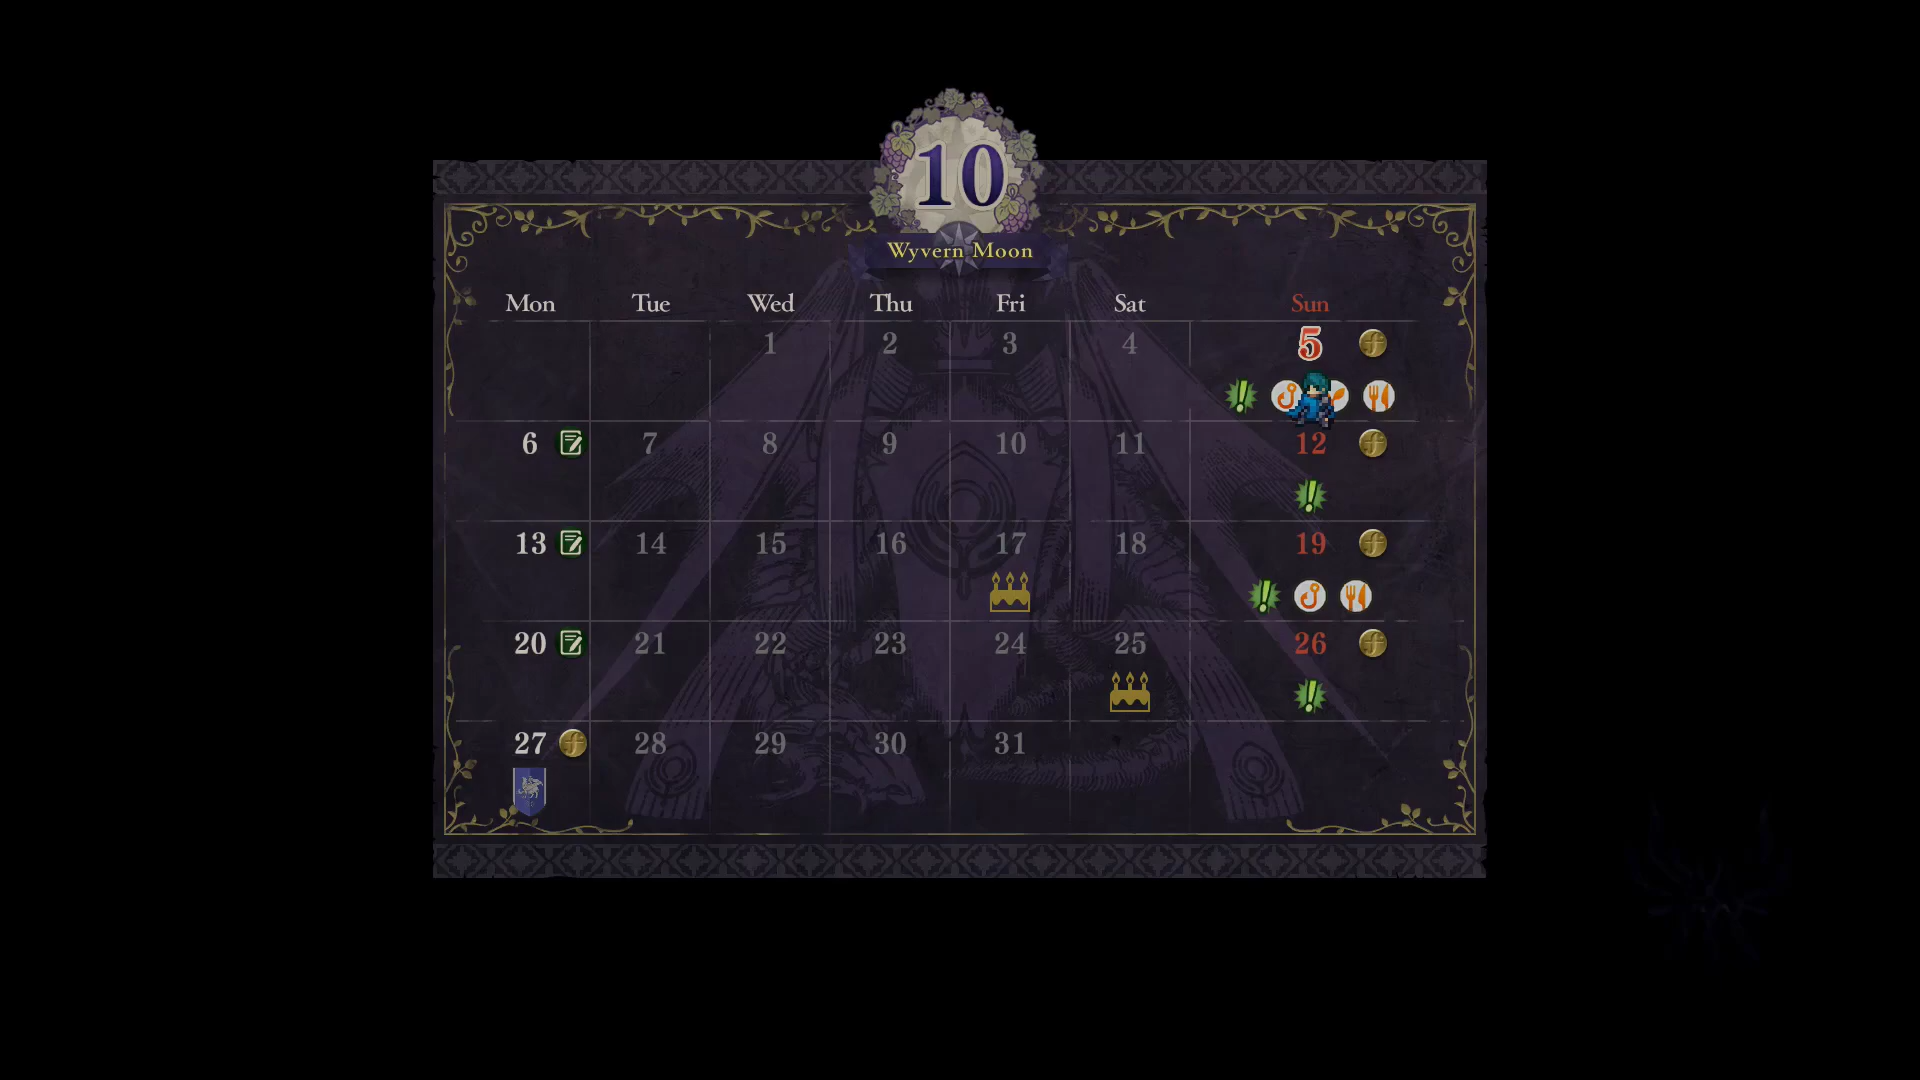 10
Wyvern Moon
Mon Tue Wed Thu Fri Sat Sun
1 2 3 4 5
6 7 8 9 10 11 12
13 14 15 16 17 18 19
20 21 22 23 24 25 26
27 28 29 30 31